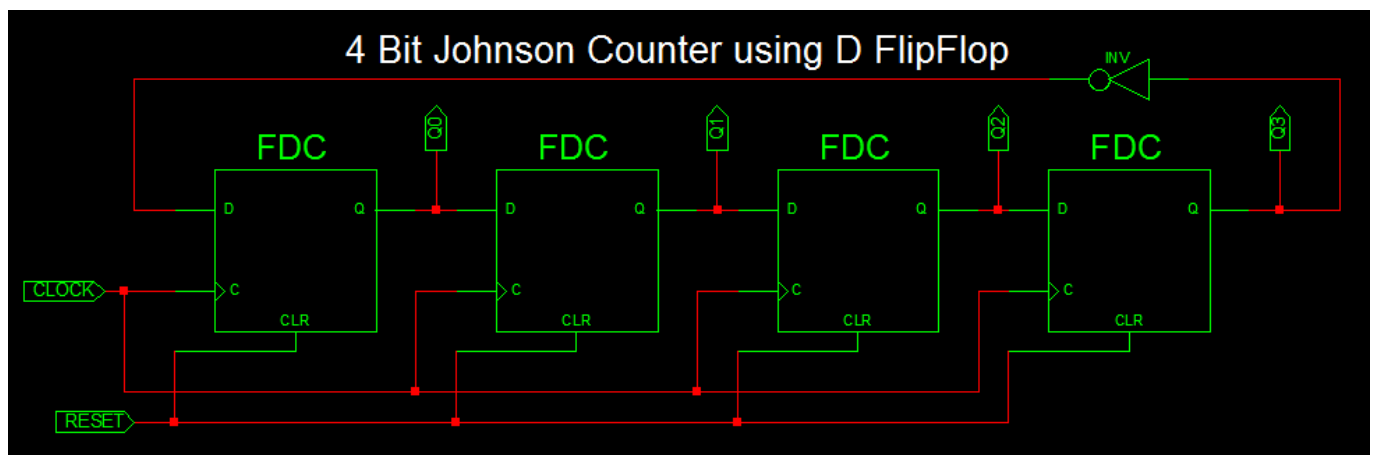 4 Bit Johnson Counter using D FlipFlop
INV
Q0 Q1 Q2 Q3
FDC FDC FDC FDC
D Q D Q D Q D Q
CLOCK C C C C
CLR CLR CLR CLR
RESET